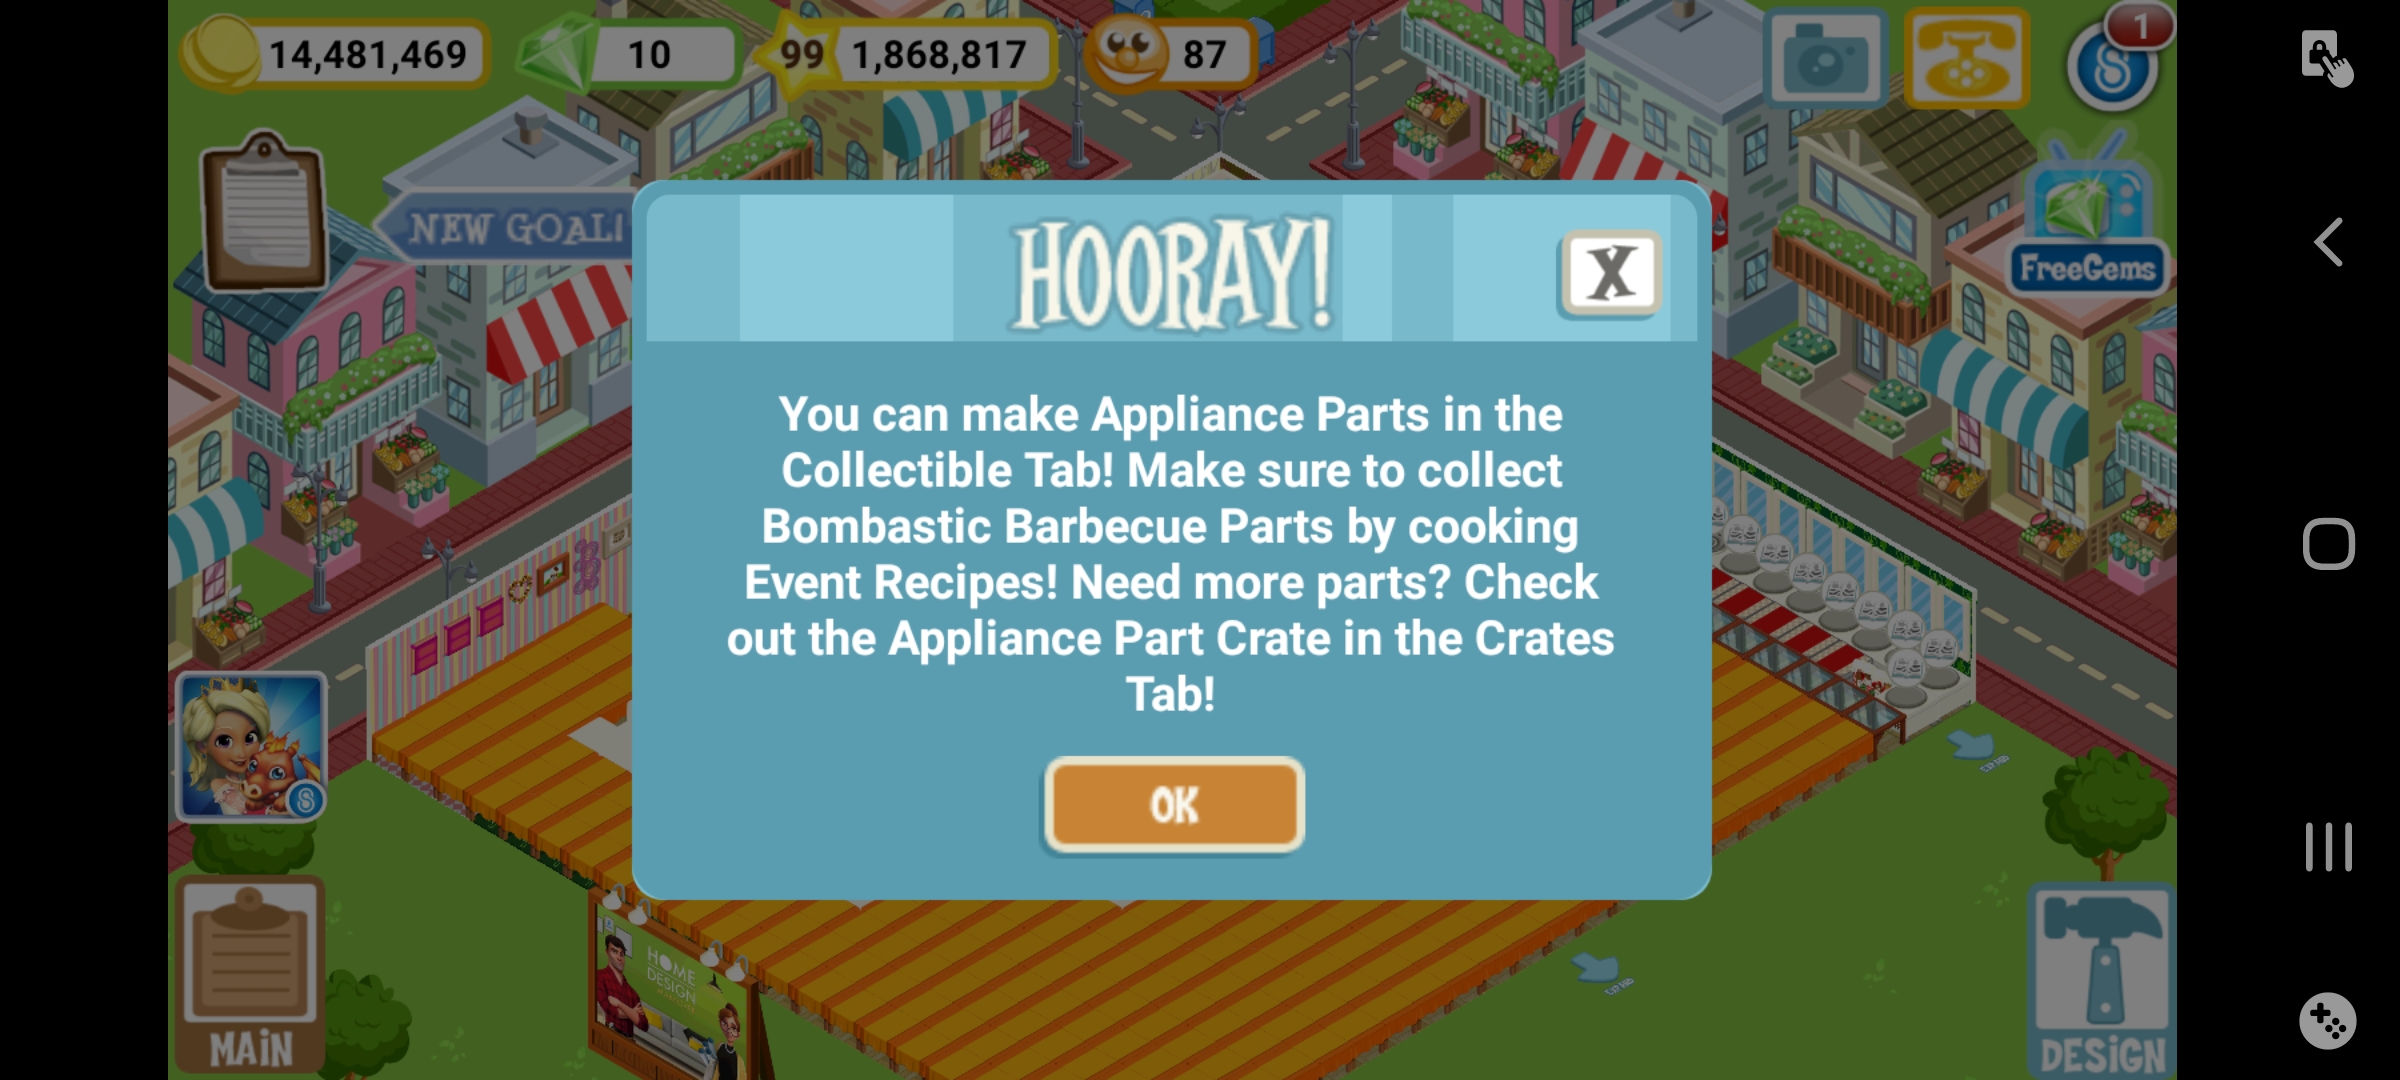 14,481,469
10
99
1,868,817
87
1
NEW GOAL!
FreeGems
HOORAY!
X
You can make Appliance Parts in the
Collectible Tab! Make sure to collect
Bombastic Barbecue Parts by cooking
Event Recipes! Need more parts? Check
out the Appliance Part Crate in the Crates
Tab!
OK
MAiN
HOME
DESIGN
DESiGN